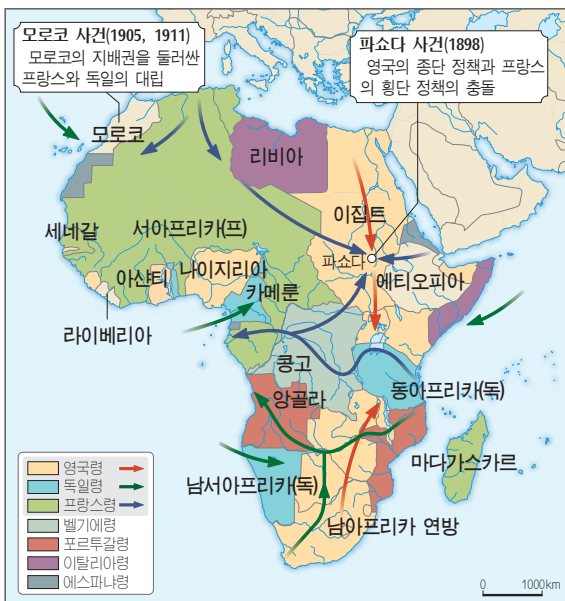 모로코 사건(1905, 1911)
모로코의 지배권을 둘러싼
프랑스와 독일의 대립
파쇼다 사건(1898)
영국의 종단 정책과 프랑스
의 횡단 정책의 충돌
모로코
리비아
이집트
세네갈
서아프리카(프)
파쇼다
아샨티
나이지리아
에티오피아
카메룬
라이베리아
콩고
동아프리카(독)
앙골라
마다가스카르
남서아프리카(독)
남아프리카 연방
영국령
독일령
프랑스령
벨기에령
포르투갈령
이탈리아령
에스파냐령
0 1000km